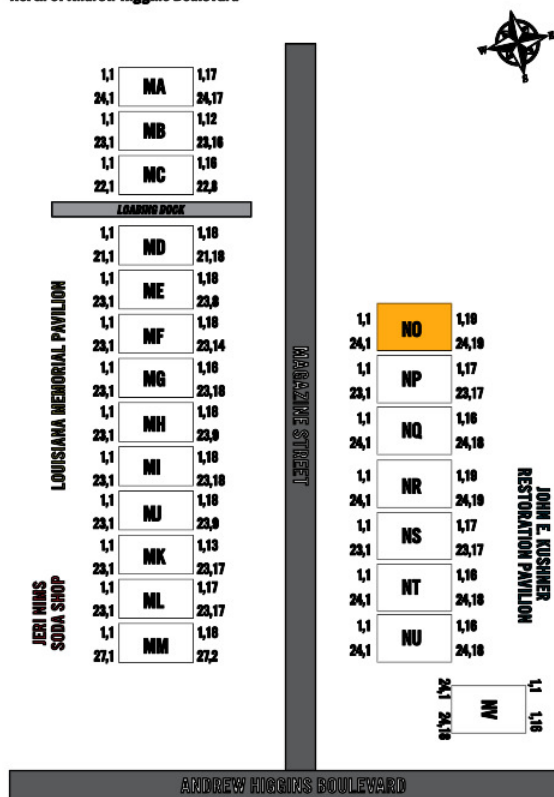 N
W
E
S
1,1 MA 1,17
24,1 24,17
1,1 MB 1,12
23,1 23,16
1,1 MC 1,16
22,1 22,8
LOADING DOCK
1,1 MD 1,18
21,1 21,18
1,1 ME 1,18
23,1 23,8
1,1 MF 1,18
23,1 23,14
1,1 MG 1,16
23,1 23,18
1,1 MH 1,18
23,1 23,9
1,1 MI 1,18
23,1 23,18
1,1 MJ 1,18
23,1 23,9
1,1 MK 1,13
23,1 23,17
1,1 ML 1,17
23,1 23,17
1,1 MM 1,18
27,1 27,2
LOUISIANA MEMORIAL PAVILION
JERI NIMS
SODA SHOP
MAGAZINE STREET
1,1 NO 1,19
24,1 24,19
1,1 NP 1,17
23,1 23,17
1,1 NQ 1,16
24,1 24,18
1,1 NR 1,19
24,1 24,19
1,1 NS 1,17
23,1 23,17
1,1 NT 1,16
24,1 24,18
1,1 NU 1,16
24,1 24,18
JOHN E. KUSHNER
RESTORATION PAVILION
1,1 NV 1,16
24,1 24,18
ANDREW HIGGINS BOULEVARD